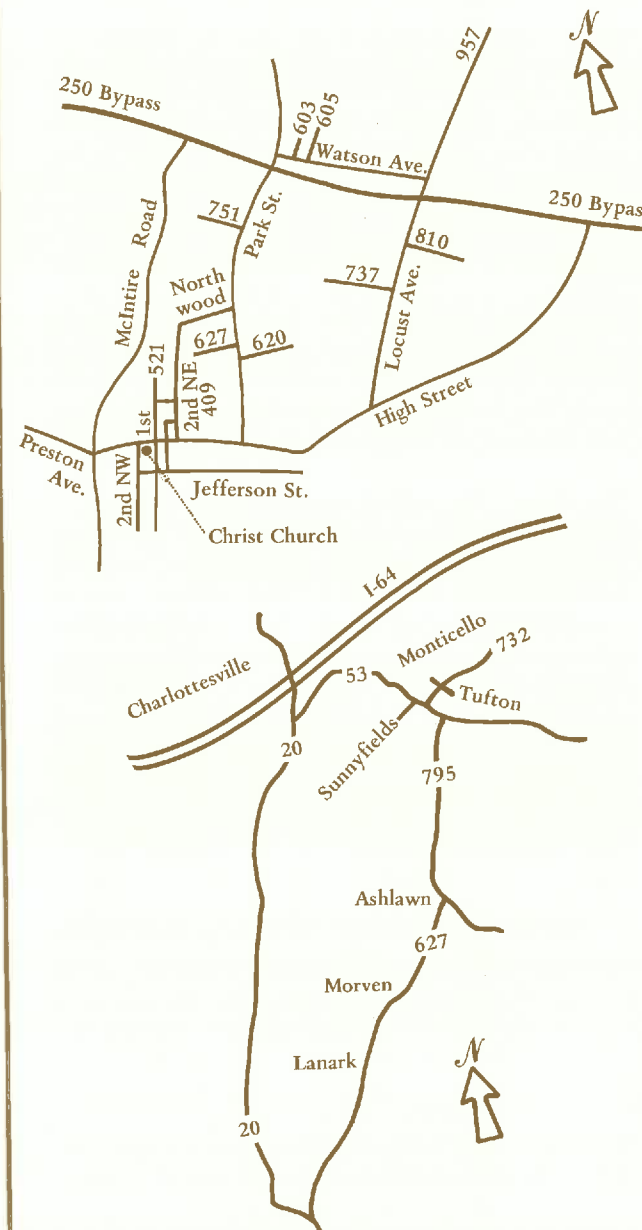 N
957
250 Bypass
603
605
Watson Ave.
250 Bypass
751
Park St.
McIntire Road
810
737
North
wood
Locust Ave.
627
620
521
2nd NE
409
1st
High Street
Preston
Ave.
2nd NW
Jefferson St.
Christ Church
I-64
Monticello
732
Charlottesville
53
Tufton
20
Sunnyfields
795
Ashlawn
627
Morven
N
Lanark
20